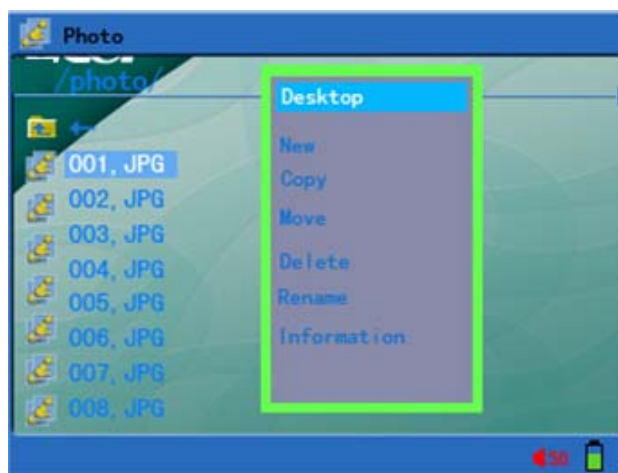 Photo
/photo/
001, JPG
002, JPG
003, JPG
004, JPG
005, JPG
006, JPG
007, JPG
008, JPG
Desktop
New
Copy
Move
Delete
Rename
Information
50